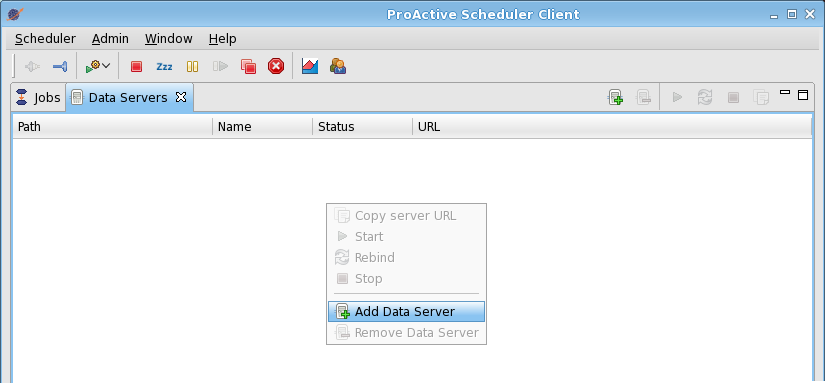 ProActive Scheduler Client
Scheduler Admin Window Help
Zzz
Jobs Data Servers
Path Name Status URL
Copy server URL
Start
Rebind
Stop
Add Data Server
Remove Data Server